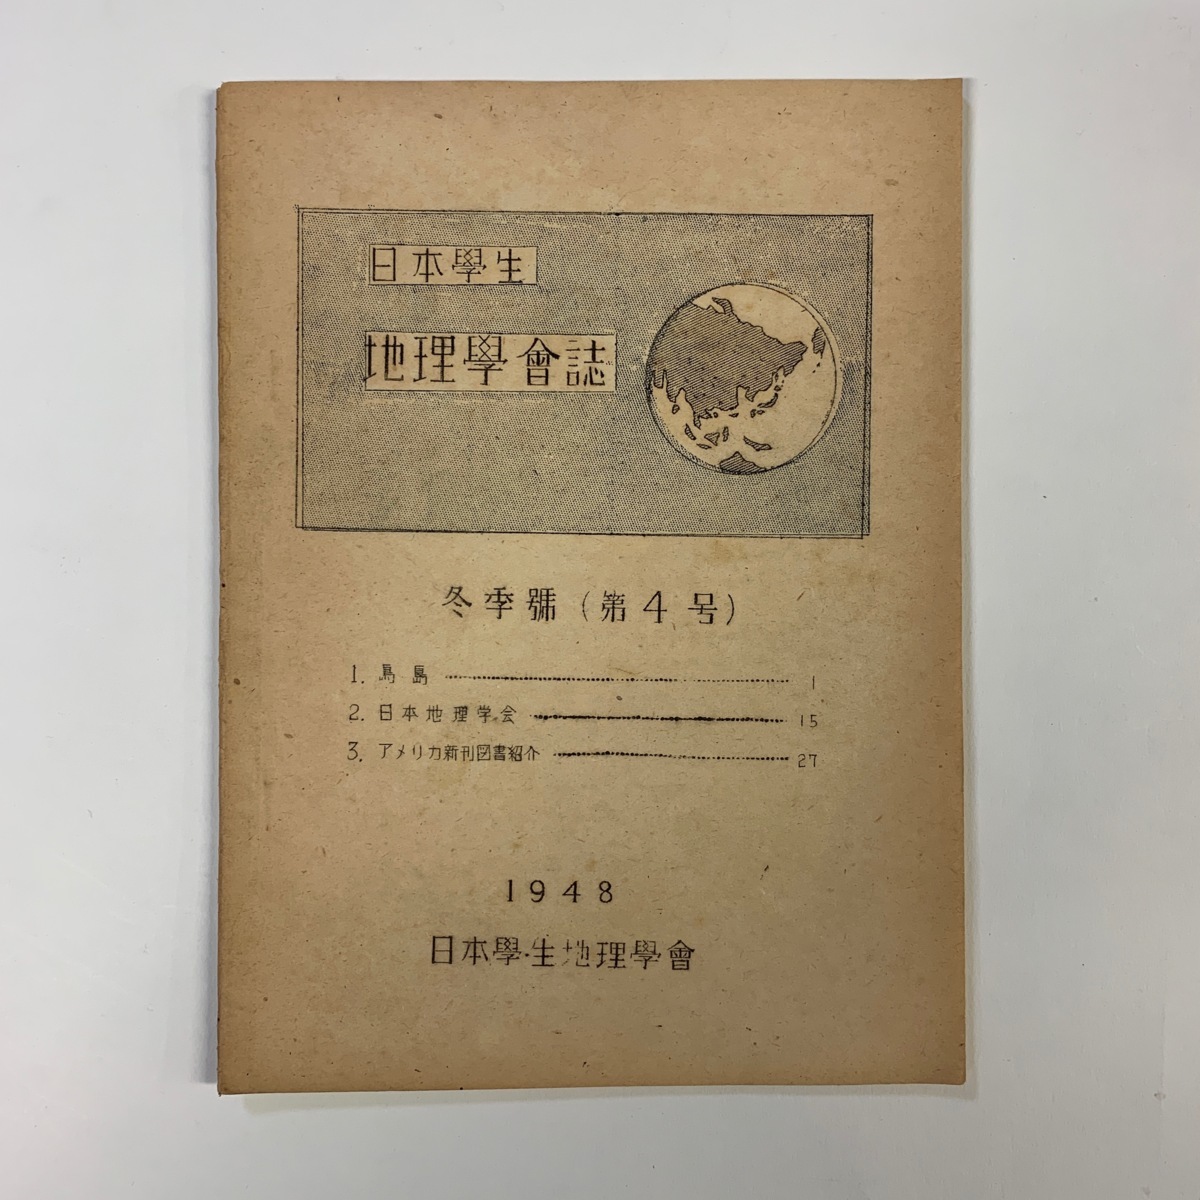 日本學生
地理學會誌
冬季號（第4号）
1. 島島 1
2. 日本地理学会 15
3. アメリカ新刊図書紹介 27
1948
日本學生地理學會